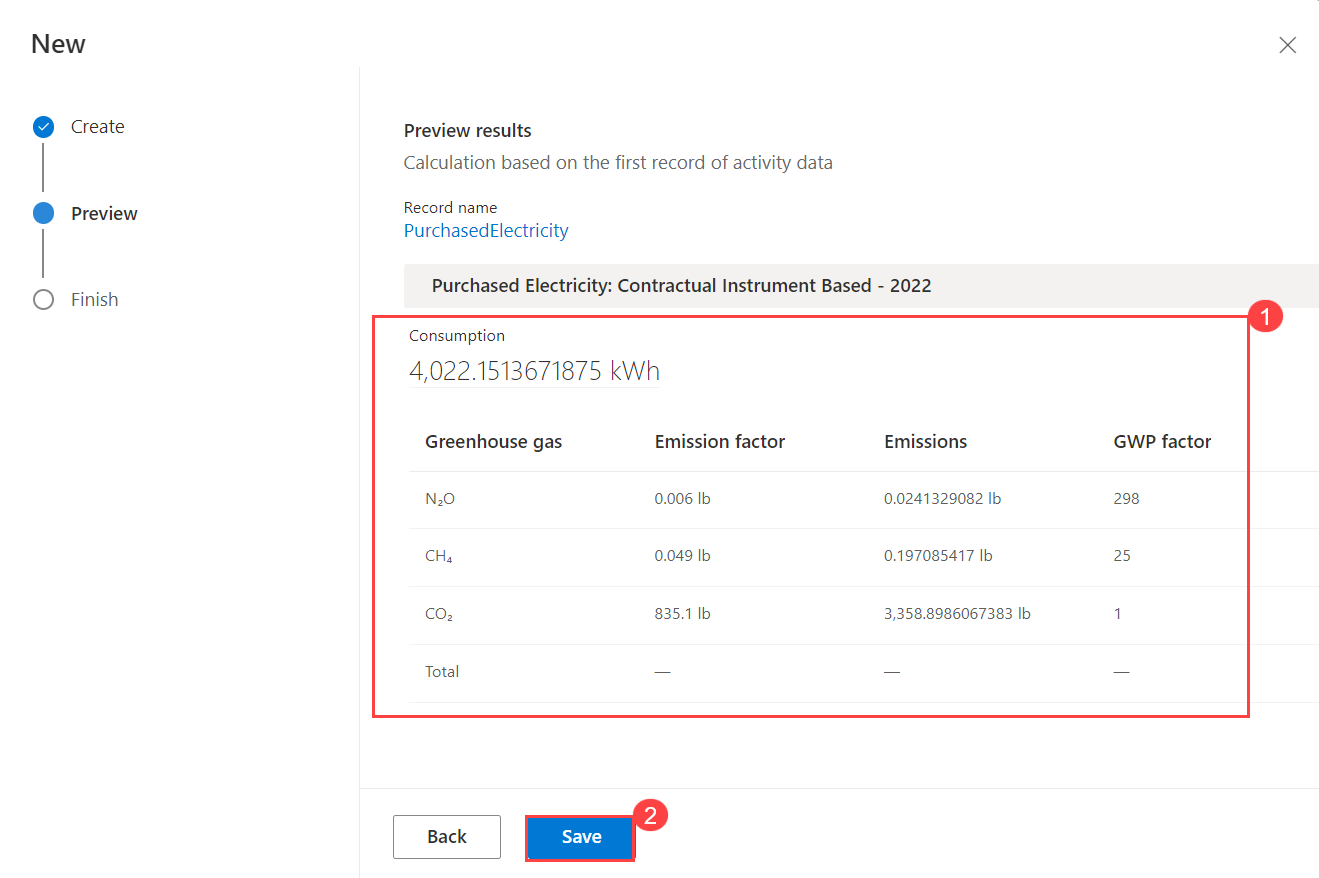 New
Create
Preview
Finish
Preview results
Calculation based on the first record of activity data
Record name
PurchasedElectricity
Purchased Electricity: Contractual Instrument Based - 2022
1
Consumption
4,022.1513671875 kWh
Greenhouse gas Emission factor Emissions GWP factor
N₂O 0.006 lb 0.0241329082 lb 298
CH₄ 0.049 lb 0.197085417 lb 25
CO₂ 835.1 lb 3,358.8986067383 lb 1
Total — — —
Back Save 2